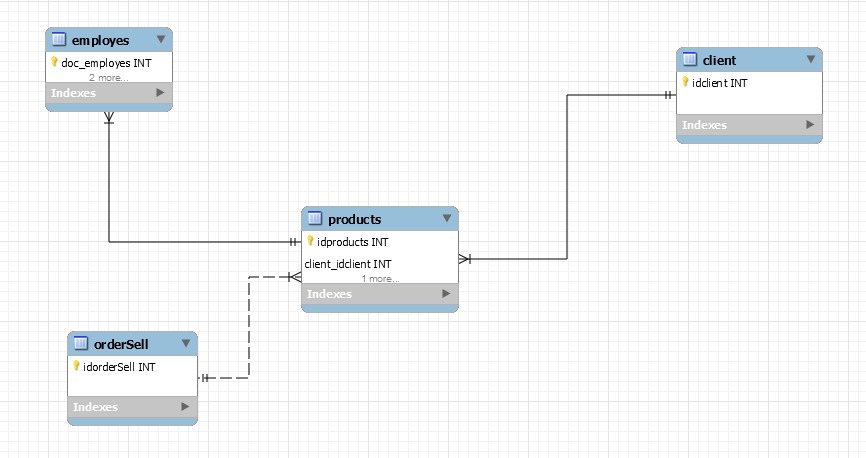 employes
doc_employes INT
2 more...
Indexes
client
idclient INT
Indexes
products
idproducts INT
client_idclient INT
1 more...
Indexes
orderSell
idorderSell INT
Indexes